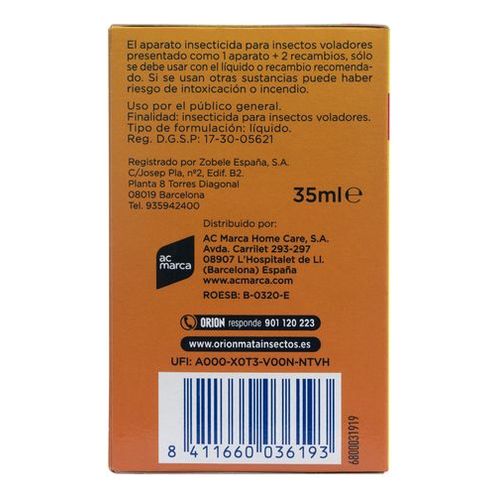 El aparato insecticida para insectos voladores
presentado como 1 aparato + 2 recambios, sólo
se debe usar con el líquido o recambio recomenda-
do. Si se usan otras sustancias puede haber
riesgo de intoxicación o incendio.
Uso por el público general.
Finalidad: insecticida para insectos voladores.
Tipo de formulación: líquido.
Reg. D.G.S.P: 17-30-05621
Registrado por Zobele España, S.A.
C/Josep Pla, nº2, Edif. B2.
Planta 8 Torres Diagonal
08019 Barcelona
Tel. 935942400
35ml e
Distribuido por:
ac
marca
AC Marca Home Care, S.A.
Avda. Carrilet 293-297
08907 L'Hospitalet de Ll.
(Barcelona) España
www.acmarca.com
ROESB: B-0320-E
ORION responde 901 120 223
www.orionmatainsectos.es
UFI: A000-X0T3-V00N-NTVH
8 411660 036193
6800031919